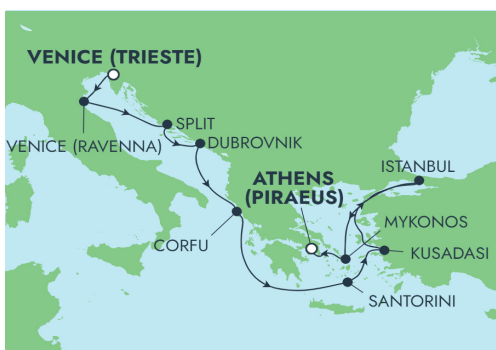 VENICE (TRIESTE)
SPLIT
VENICE (RAVENNA)
DUBROVNIK
ISTANBUL
ATHENS
(PIRAEUS)
MYKONOS
CORFU
KUSADASI
SANTORINI